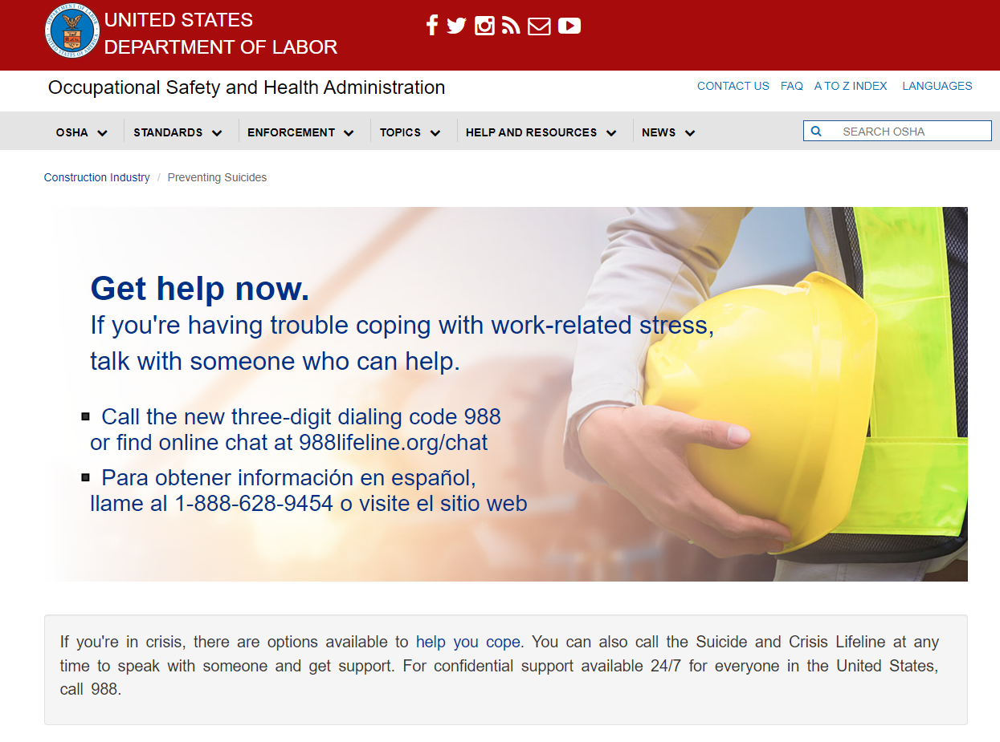 UNITED STATES
DEPARTMENT OF LABOR
Occupational Safety and Health Administration
CONTACT US FAQ A TO Z INDEX LANGUAGES
OSHA STANDARDS ENFORCEMENT TOPICS HELP AND RESOURCES NEWS SEARCH OSHA
Construction Industry / Preventing Suicides
Get help now.
If you're having trouble coping with work-related stress,
talk with someone who can help.
Call the new three-digit dialing code 988
or find online chat at 988lifeline.org/chat
Para obtener información en español,
llame al 1-888-628-9454 o visite el sitio web
If you're in crisis, there are options available to help you cope. You can also call the Suicide and Crisis Lifeline at any
time to speak with someone and get support. For confidential support available 24/7 for everyone in the United States,
call 988.